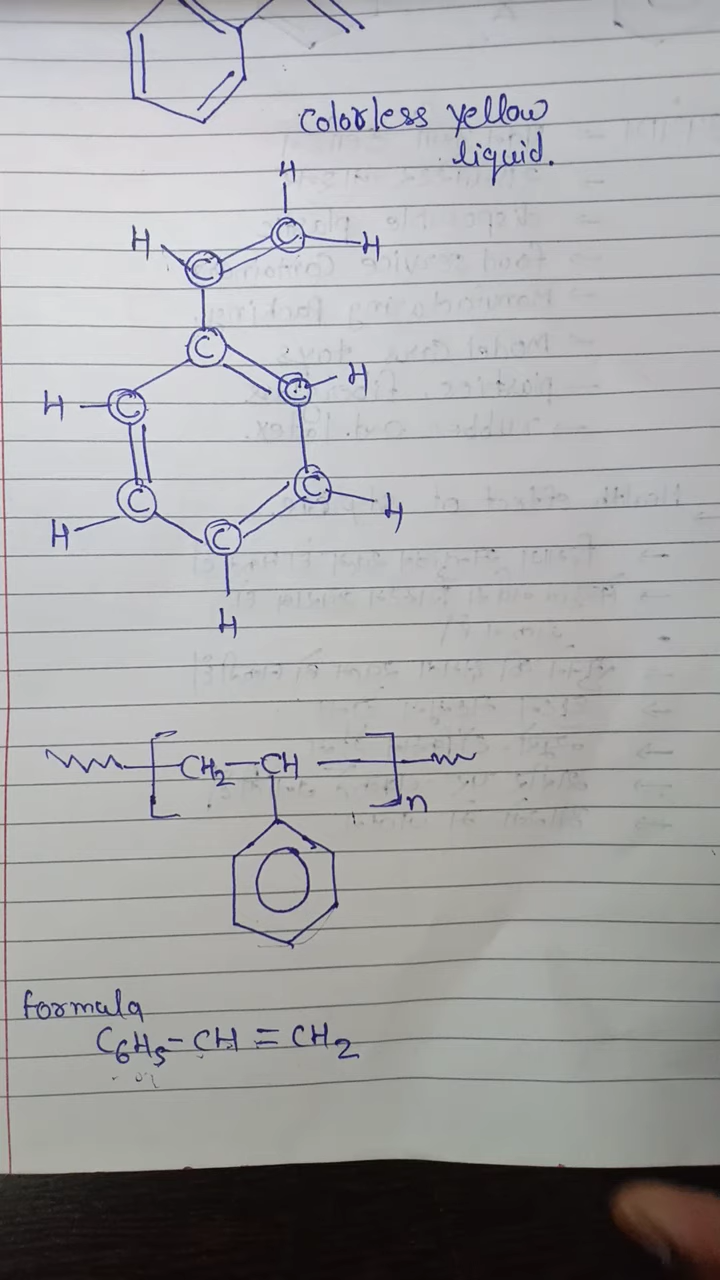 Colorless yellow
liquid.
H
H C C H
C
H C C H
C C H
H C
H
CH2 - CH
n
formula
C6H5 - CH = CH2